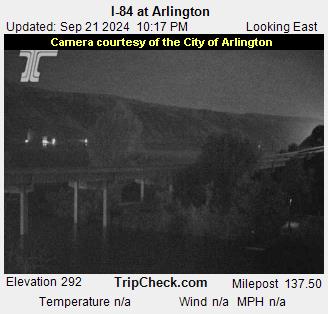 I-84 at Arlington
Updated: Sep 21 2024 10:17 PM Looking East
Camera courtesy of the City of Arlington
Elevation 292 TripCheck.com Milepost 137.50
Temperature n/a Wind n/a MPH n/a